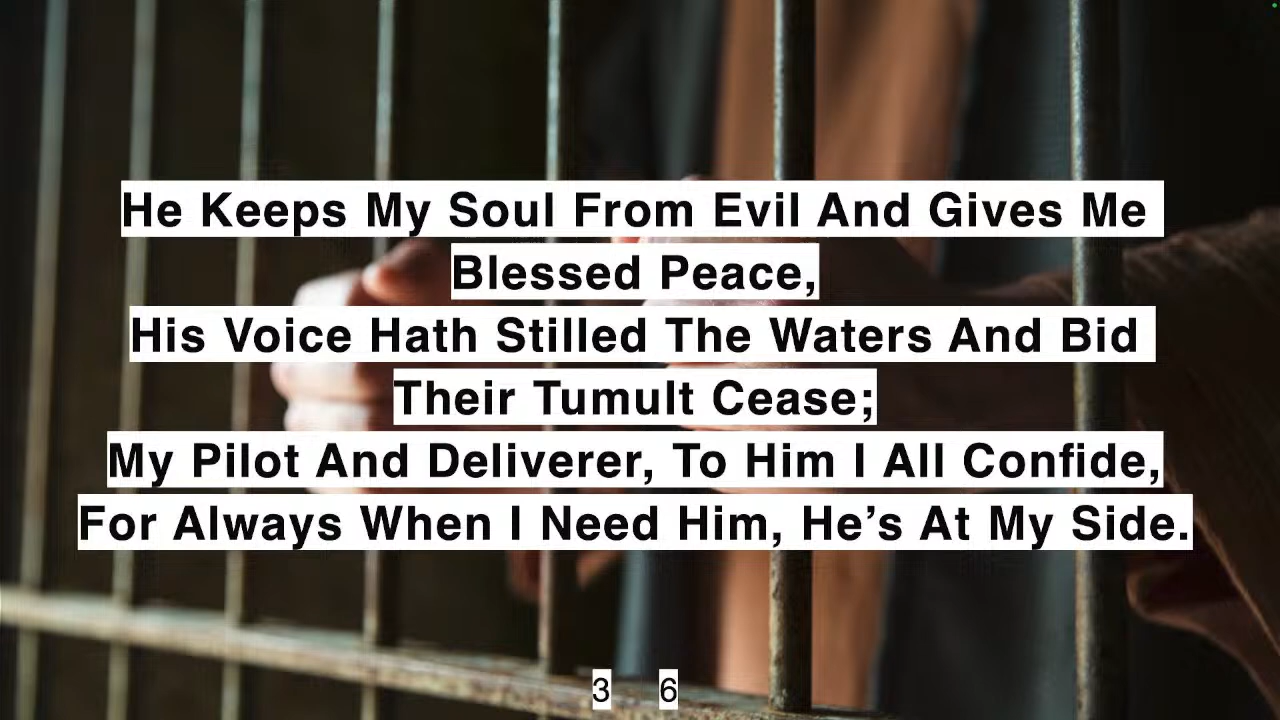 He Keeps My Soul From Evil And Gives Me
Blessed Peace,
His Voice Hath Stilled The Waters And Bid
Their Tumult Cease;
My Pilot And Deliverer, To Him I All Confide,
For Always When I Need Him, He’s At My Side.
3 6